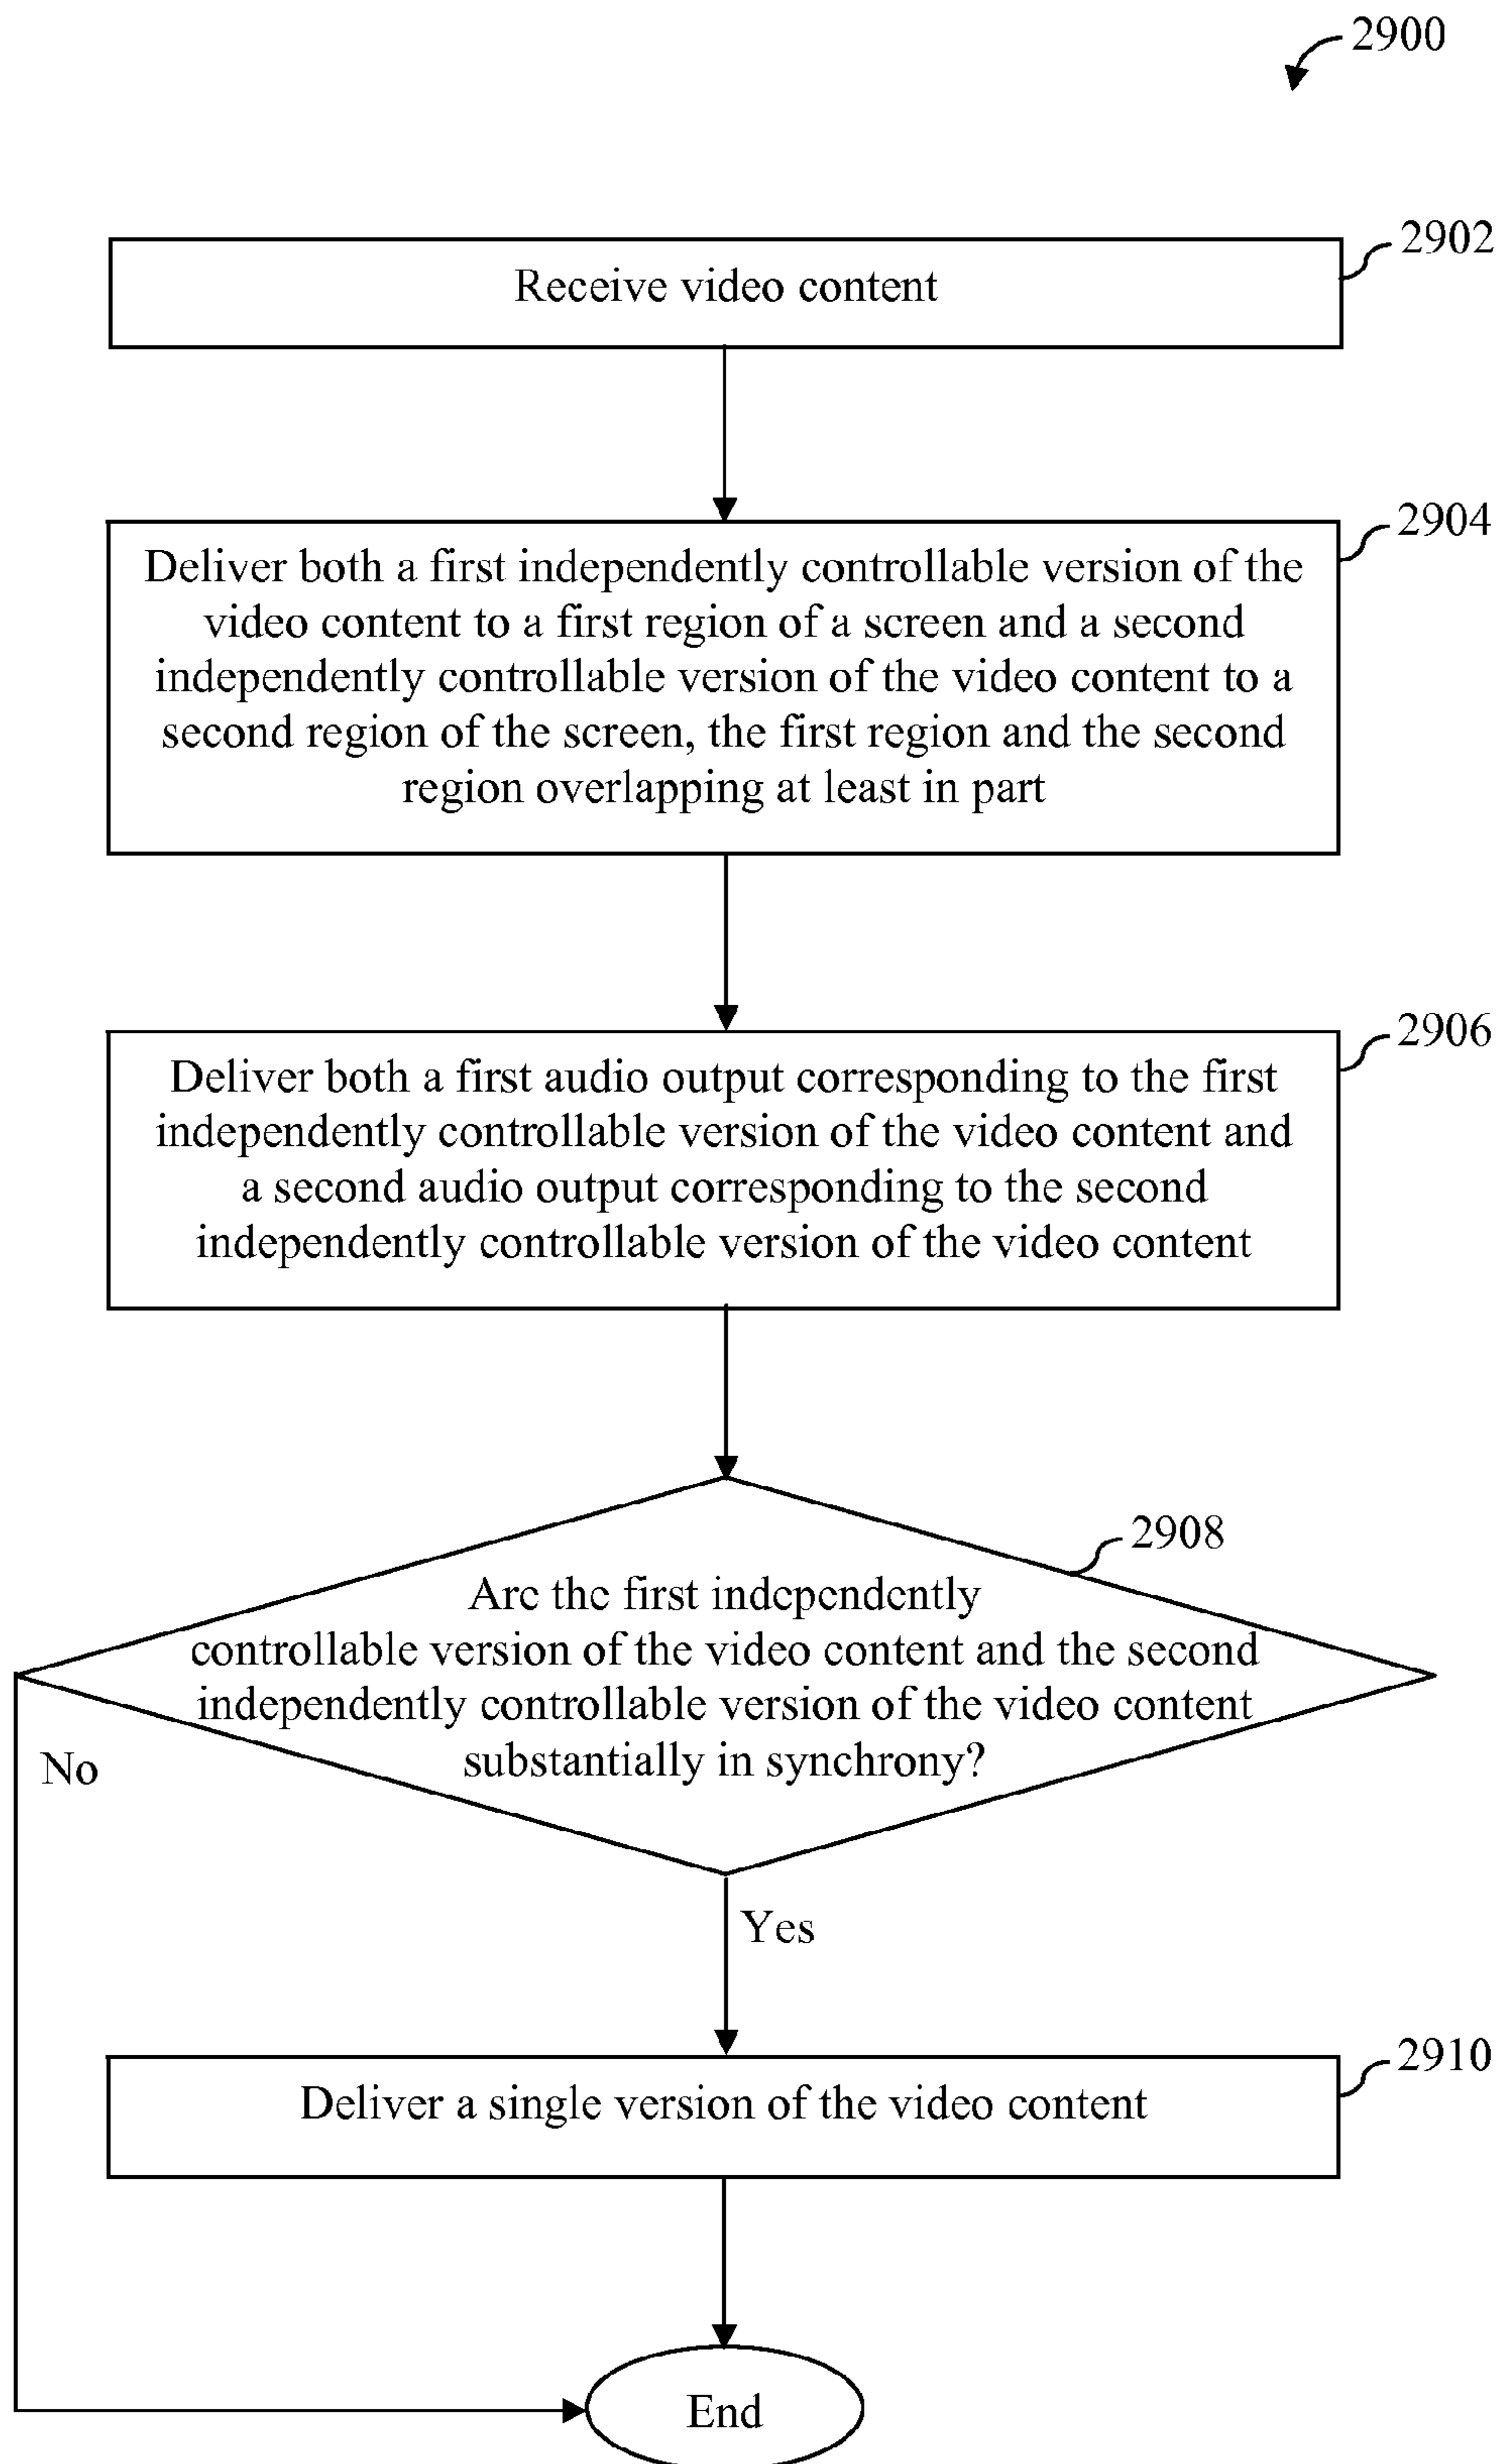 2900
2902
Receive video content
2904
Deliver both a first independently controllable version of the
video content to a first region of a screen and a second
independently controllable version of the video content to a
second region of the screen, the first region and the second
region overlapping at least in part
2906
Deliver both a first audio output corresponding to the first
independently controllable version of the video content and
a second audio output corresponding to the second
independently controllable version of the video content
2908
Are the first independently
controllable version of the video content and the second
independently controllable version of the video content
substantially in synchrony?
No
Yes
2910
Deliver a single version of the video content
End